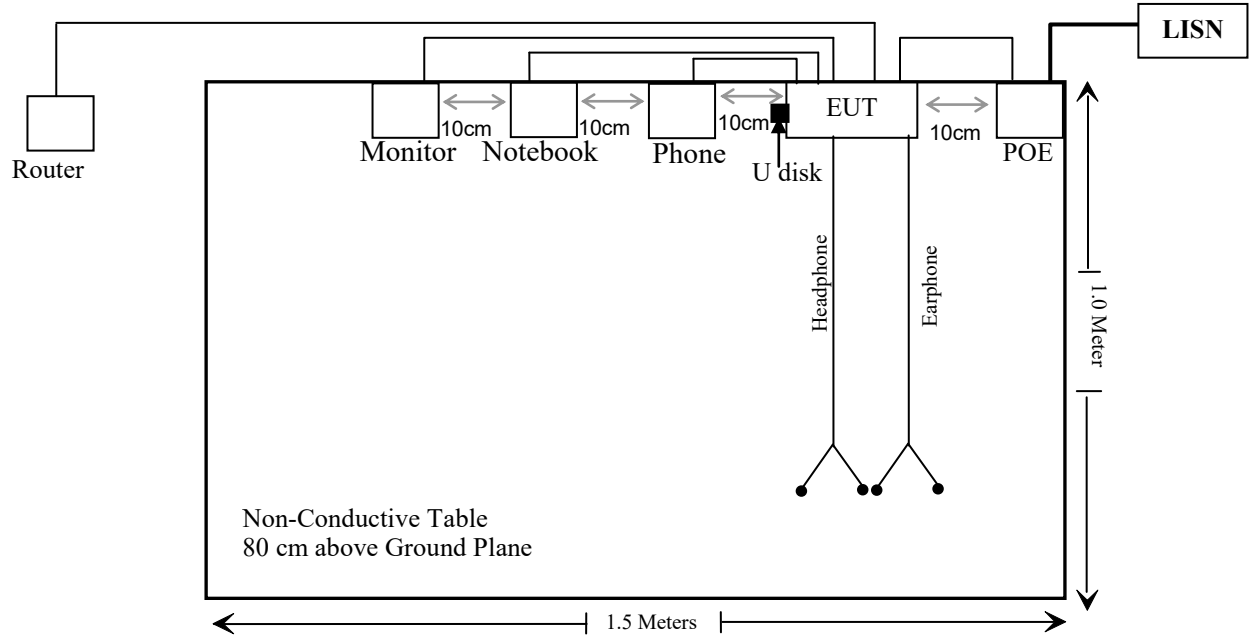 LISN
EUT
10cm
10cm
10cm
10cm
Router
Monitor
Notebook
Phone
U disk
POE
Headphone
Earphone
1.0 Meter
Non-Conductive Table
80 cm above Ground Plane
1.5 Meters